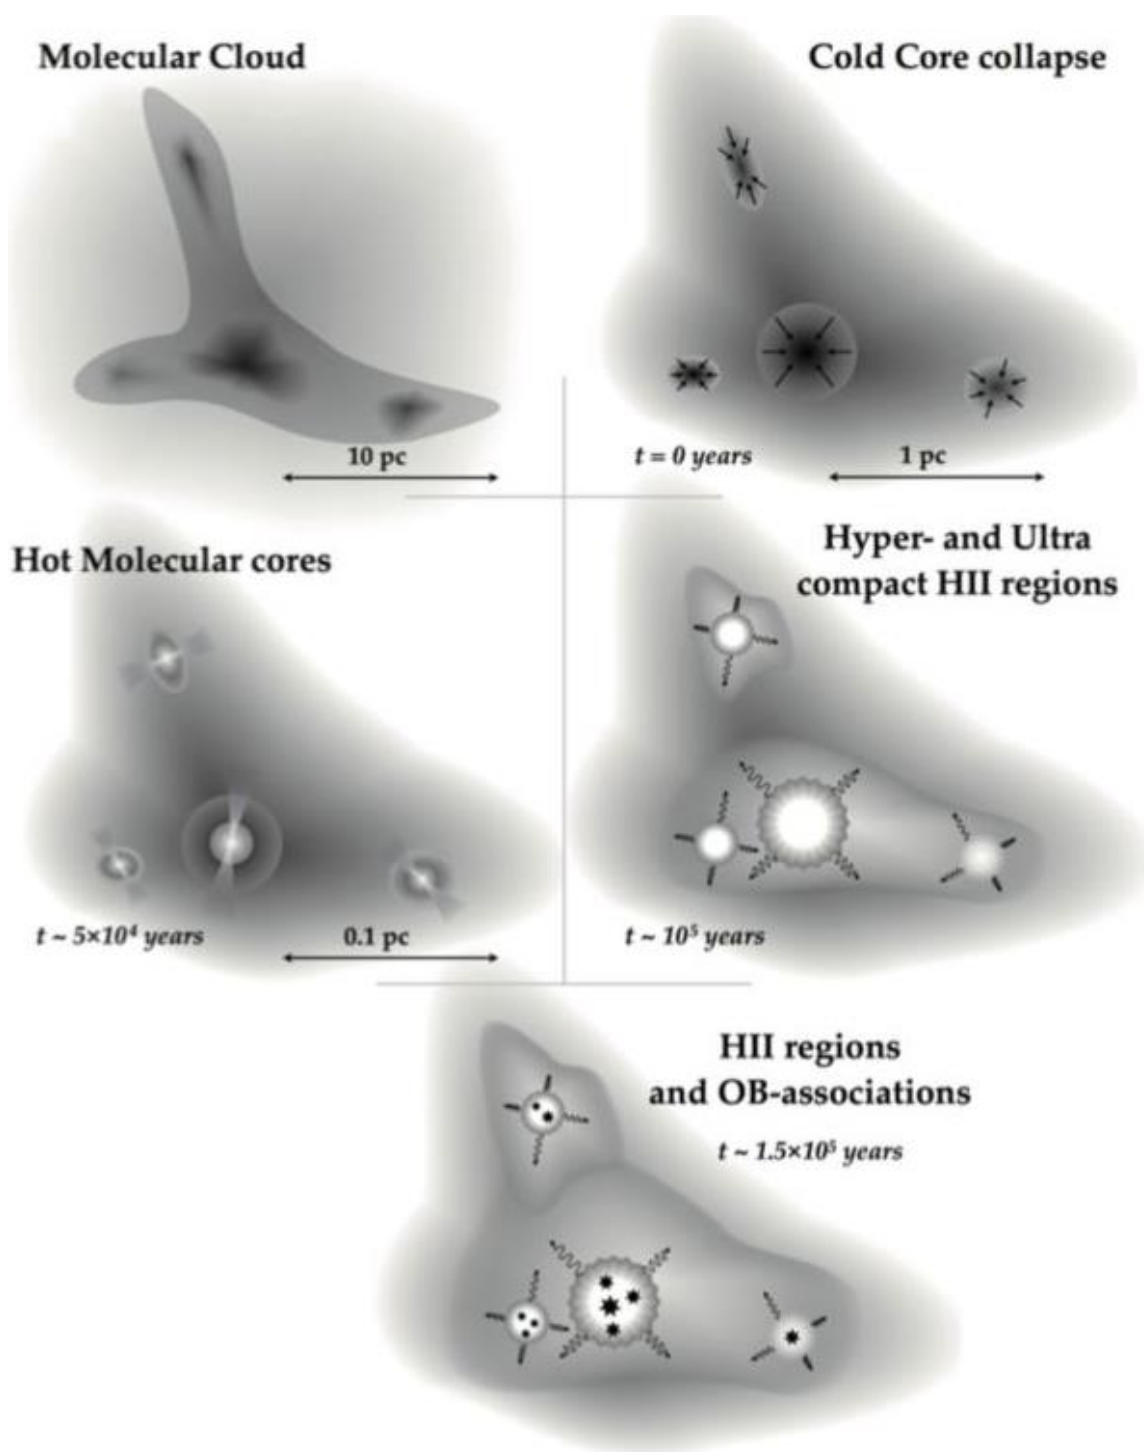 Molecular Cloud
10 pc
Cold Core collapse
t = 0 years
1 pc
Hot Molecular cores
t ~ 5×10⁴ years
0.1 pc
Hyper- and Ultra
compact HII regions
t ~ 10⁵ years
HII regions
and OB-associations
t ~ 1.5×10⁵ years